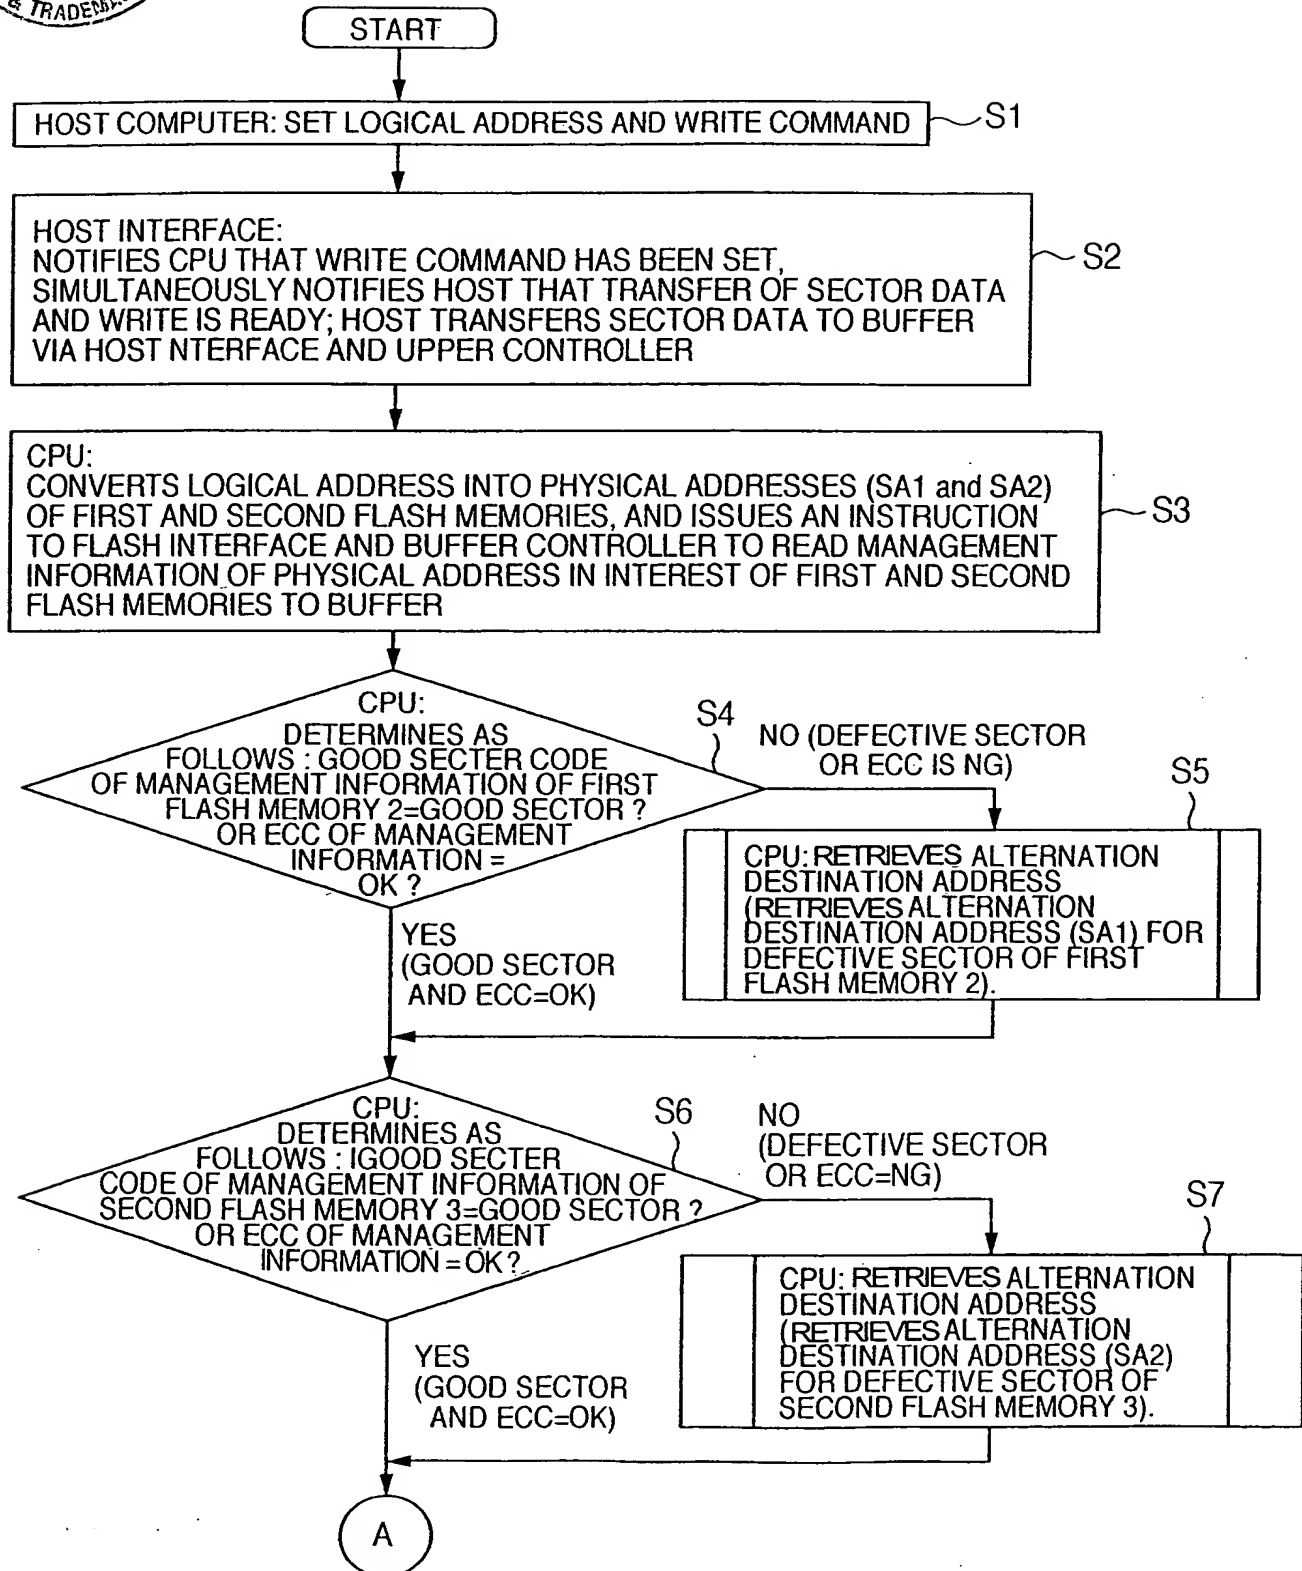 & TRADEMA
START
HOST COMPUTER: SET LOGICAL ADDRESS AND WRITE COMMAND
S1
HOST INTERFACE:
NOTIFIES CPU THAT WRITE COMMAND HAS BEEN SET,
SIMULTANEOUSLY NOTIFIES HOST THAT TRANSFER OF SECTOR DATA
AND WRITE IS READY; HOST TRANSFERS SECTOR DATA TO BUFFER
VIA HOST NTERFACE AND UPPER CONTROLLER
S2
CPU:
CONVERTS LOGICAL ADDRESS INTO PHYSICAL ADDRESSES (SA1 and SA2)
OF FIRST AND SECOND FLASH MEMORIES, AND ISSUES AN INSTRUCTION
TO FLASH INTERFACE AND BUFFER CONTROLLER TO READ MANAGEMENT
INFORMATION OF PHYSICAL ADDRESS IN INTEREST OF FIRST AND SECOND
FLASH MEMORIES TO BUFFER
S3
CPU:
DETERMINES AS
FOLLOWS : GOOD SECTER CODE
OF MANAGEMENT INFORMATION OF FIRST
FLASH MEMORY 2=GOOD SECTOR ?
OR ECC OF MANAGEMENT
INFORMATION =
OK ?
S4
NO (DEFECTIVE SECTOR
OR ECC IS NG)
S5
CPU: RETRIEVES ALTERNATION
DESTINATION ADDRESS
(RETRIEVES ALTERNATION
DESTINATION ADDRESS (SA1) FOR
DEFECTIVE SECTOR OF FIRST
FLASH MEMORY 2).
YES
(GOOD SECTOR
AND ECC=OK)
CPU:
DETERMINES AS
FOLLOWS : IGOOD SECTER
CODE OF MANAGEMENT INFORMATION OF
SECOND FLASH MEMORY 3=GOOD SECTOR ?
OR ECC OF MANAGEMENT
INFORMATION = OK ?
S6
NO
(DEFECTIVE SECTOR
OR ECC=NG)
S7
CPU: RETRIEVES ALTERNATION
DESTINATION ADDRESS
(RETRIEVES ALTERNATION
DESTINATION ADDRESS (SA2)
FOR DEFECTIVE SECTOR OF
SECOND FLASH MEMORY 3).
YES
(GOOD SECTOR
AND ECC=OK)
A